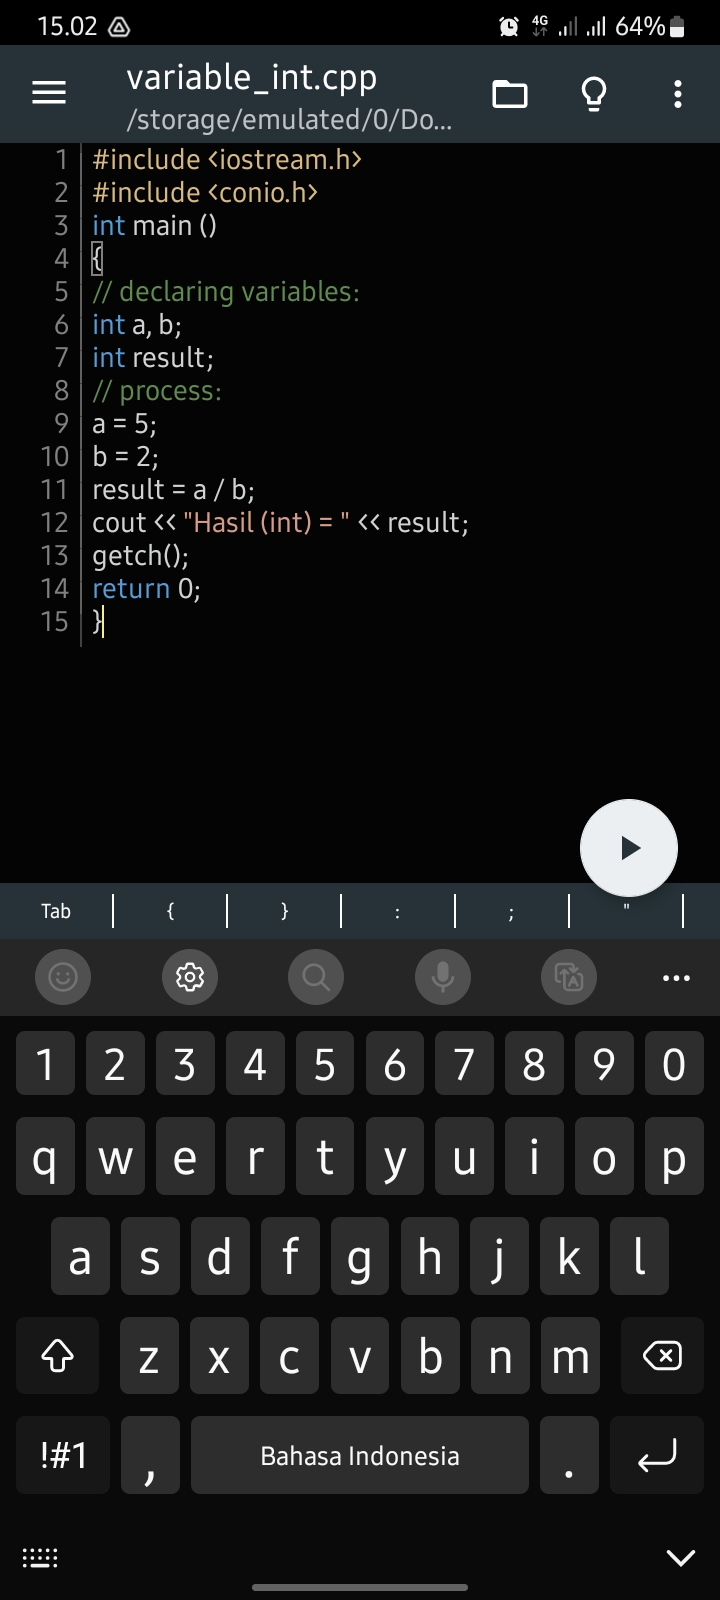 15.02 4G 64%
variable_int.cpp
/storage/emulated/0/Do...
1 #include <iostream.h>
2 #include <conio.h>
3 int main ()
4 {
5 // declaring variables:
6 int a, b;
7 int result;
8 // process:
9 a = 5;
10 b = 2;
11 result = a / b;
12 cout << "Hasil (int) = " << result;
13 getch();
14 return 0;
15 }
Tab { } : ; "
1 2 3 4 5 6 7 8 9 0
q w e r t y u i o p
a s d f g h j k l
z x c v b n m
!#1 , Bahasa Indonesia .